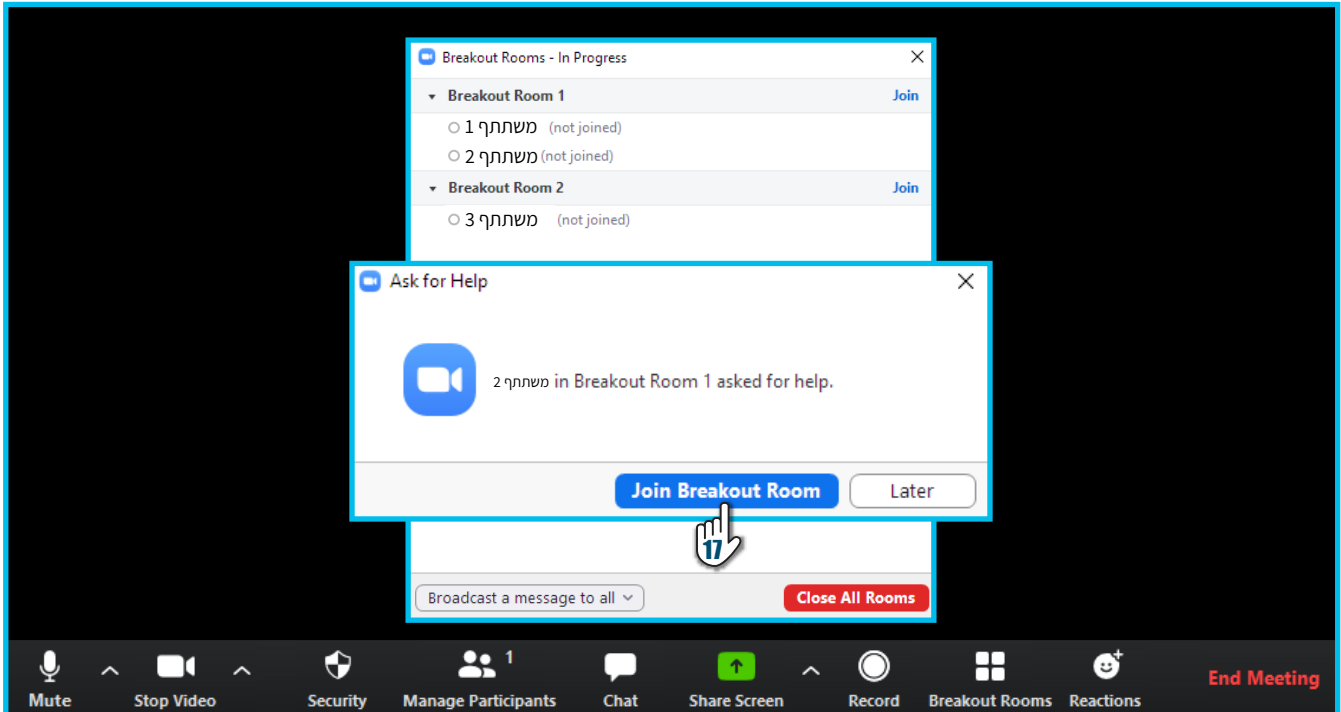 Breakout Rooms - In Progress
Breakout Room 1 Join
משתתף 1 (not joined)
משתתף 2 (not joined)
Breakout Room 2 Join
משתתף 3 (not joined)
Ask for Help
משתתף 2 in Breakout Room 1 asked for help.
Join Breakout Room Later
17
Broadcast a message to all Close All Rooms
1
Mute Stop Video Security Manage Participants Chat Share Screen Record Breakout Rooms Reactions End Meeting